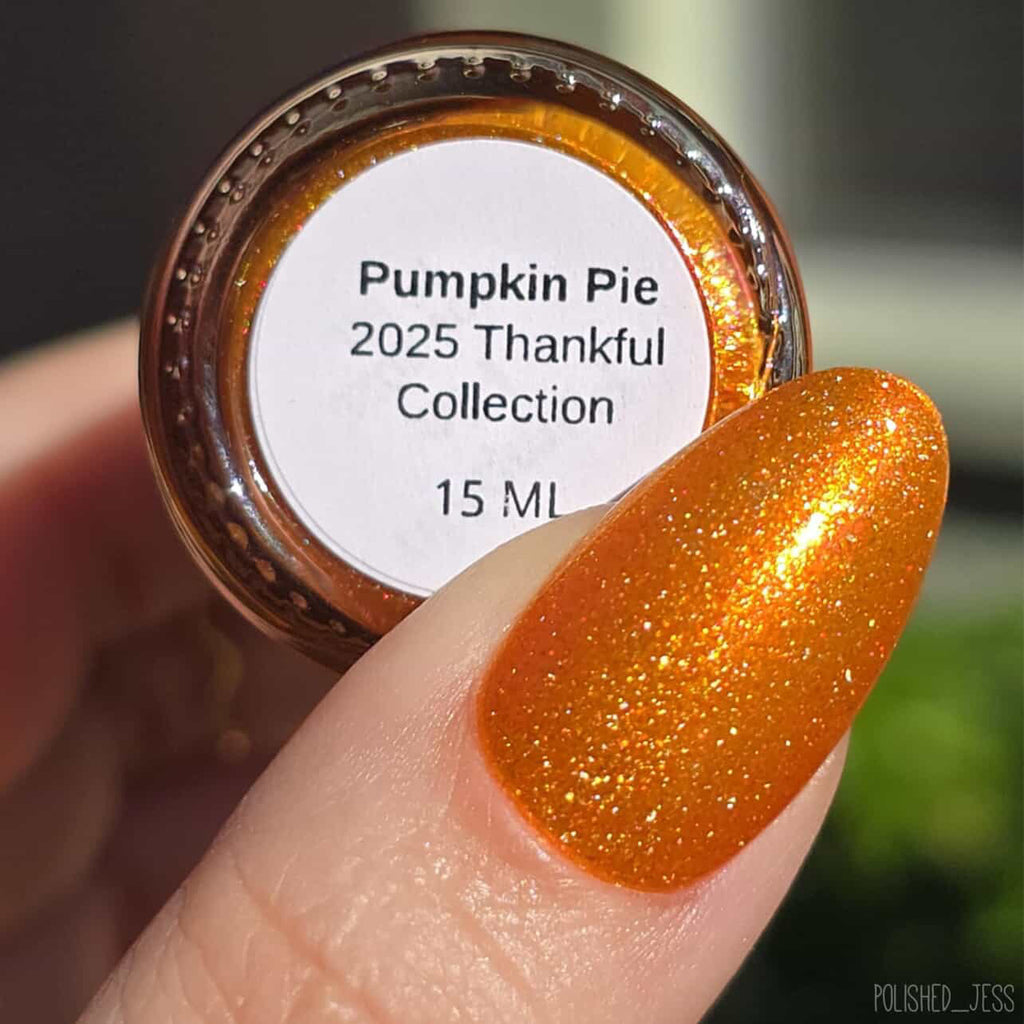 Pumpkin Pie
2025 Thankful
Collection
15 ML
POLISHED_JESS